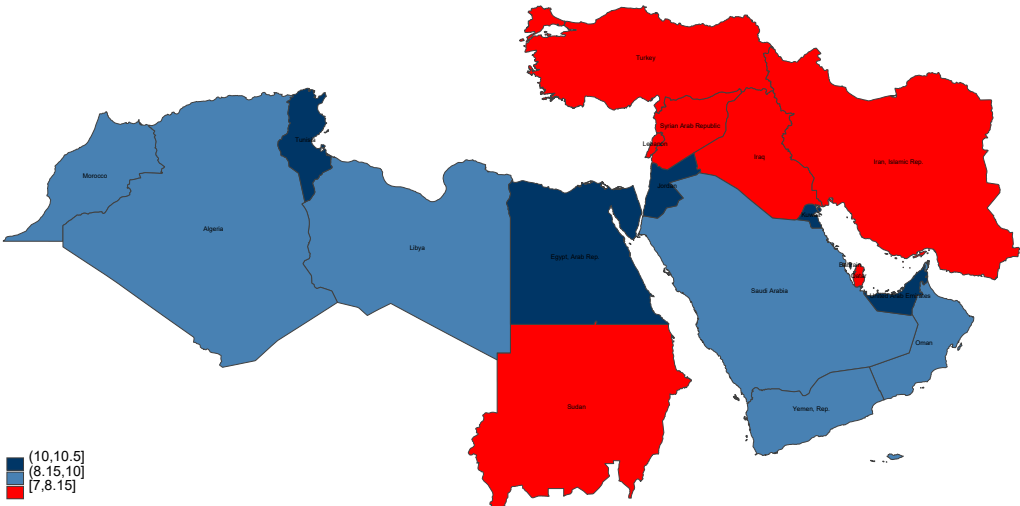 Turkey
Syrian Arab Republic
Lebanon
Iraq
Iran, Islamic Rep.
Tunisia
Morocco
Jordan
Kuwait
Algeria
Libya
Egypt, Arab Rep.
Bahrain
Qatar
Saudi Arabia
United Arab Emirates
Oman
Sudan
Yemen, Rep.
(10,10.5]
(8.15,10]
[7,8.15]